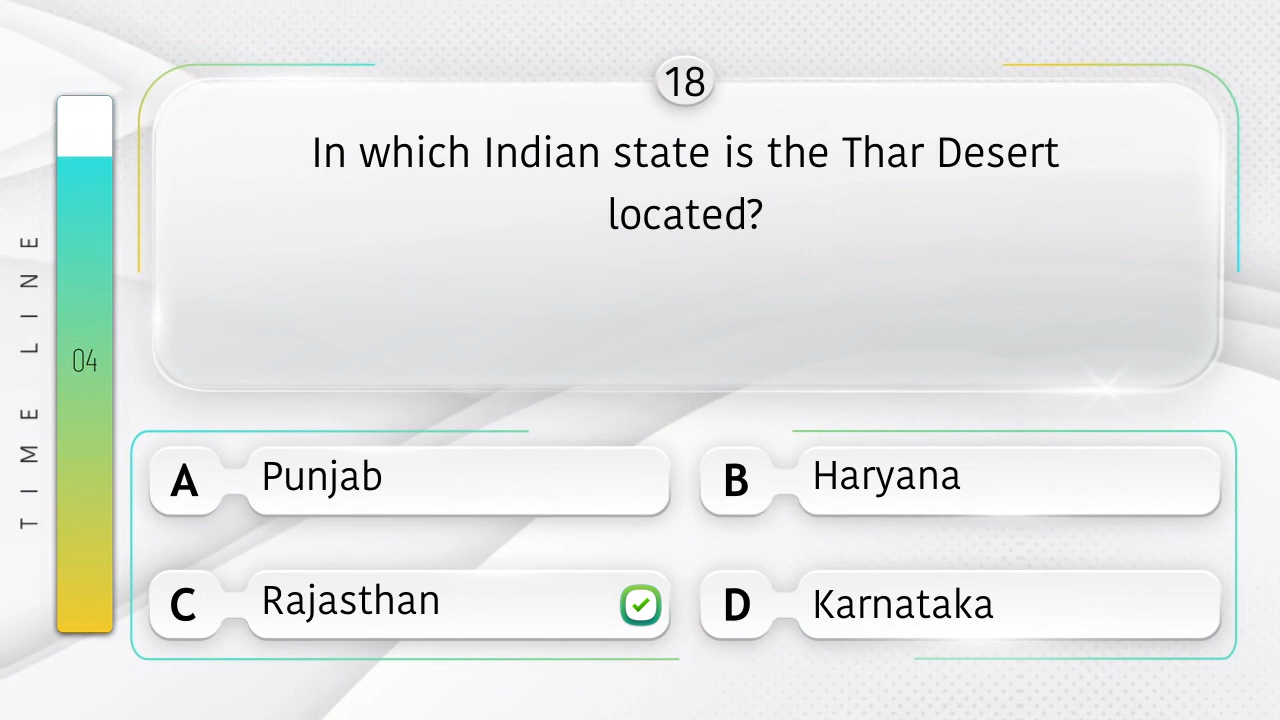 18
In which Indian state is the Thar Desert
located?
TIME LINE
04
A Punjab
B Haryana
C Rajasthan
D Karnataka